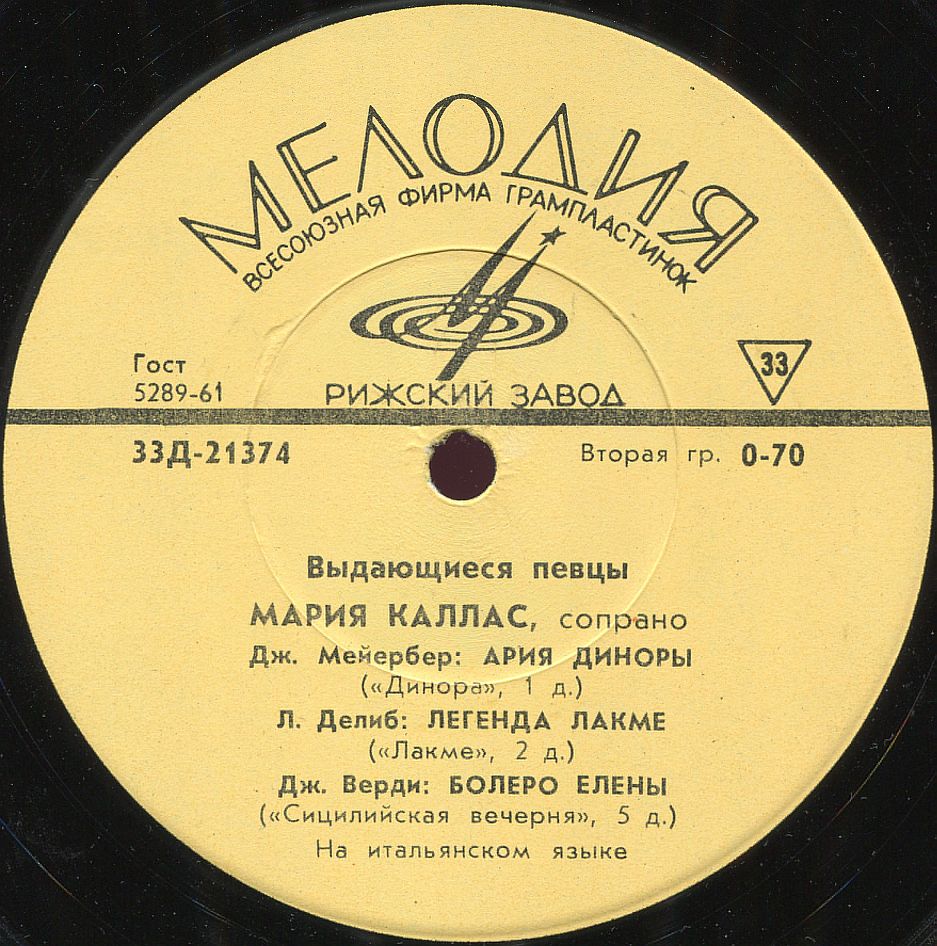 МЕЛОДИЯ
ВСЕСОЮЗНАЯ ФИРМА ГРАМПЛАСТИНОК
Гост
5289-61
РИЖСКИЙ ЗАВОД
33
33Д-21374
Вторая гр. 0-70
Выдающиеся певцы
МАРИЯ КАЛЛАС, сопрано
Дж. Мейербер: АРИЯ ДИНОРЫ
(«Динора», 1 д.)
Л. Делиб: ЛЕГЕНДА ЛАКМЕ
(«Лакме», 2 д.)
Дж. Верди: БОЛЕРО ЕЛЕНЫ
(«Сицилийская вечерня», 5 д.)
На итальянском языке